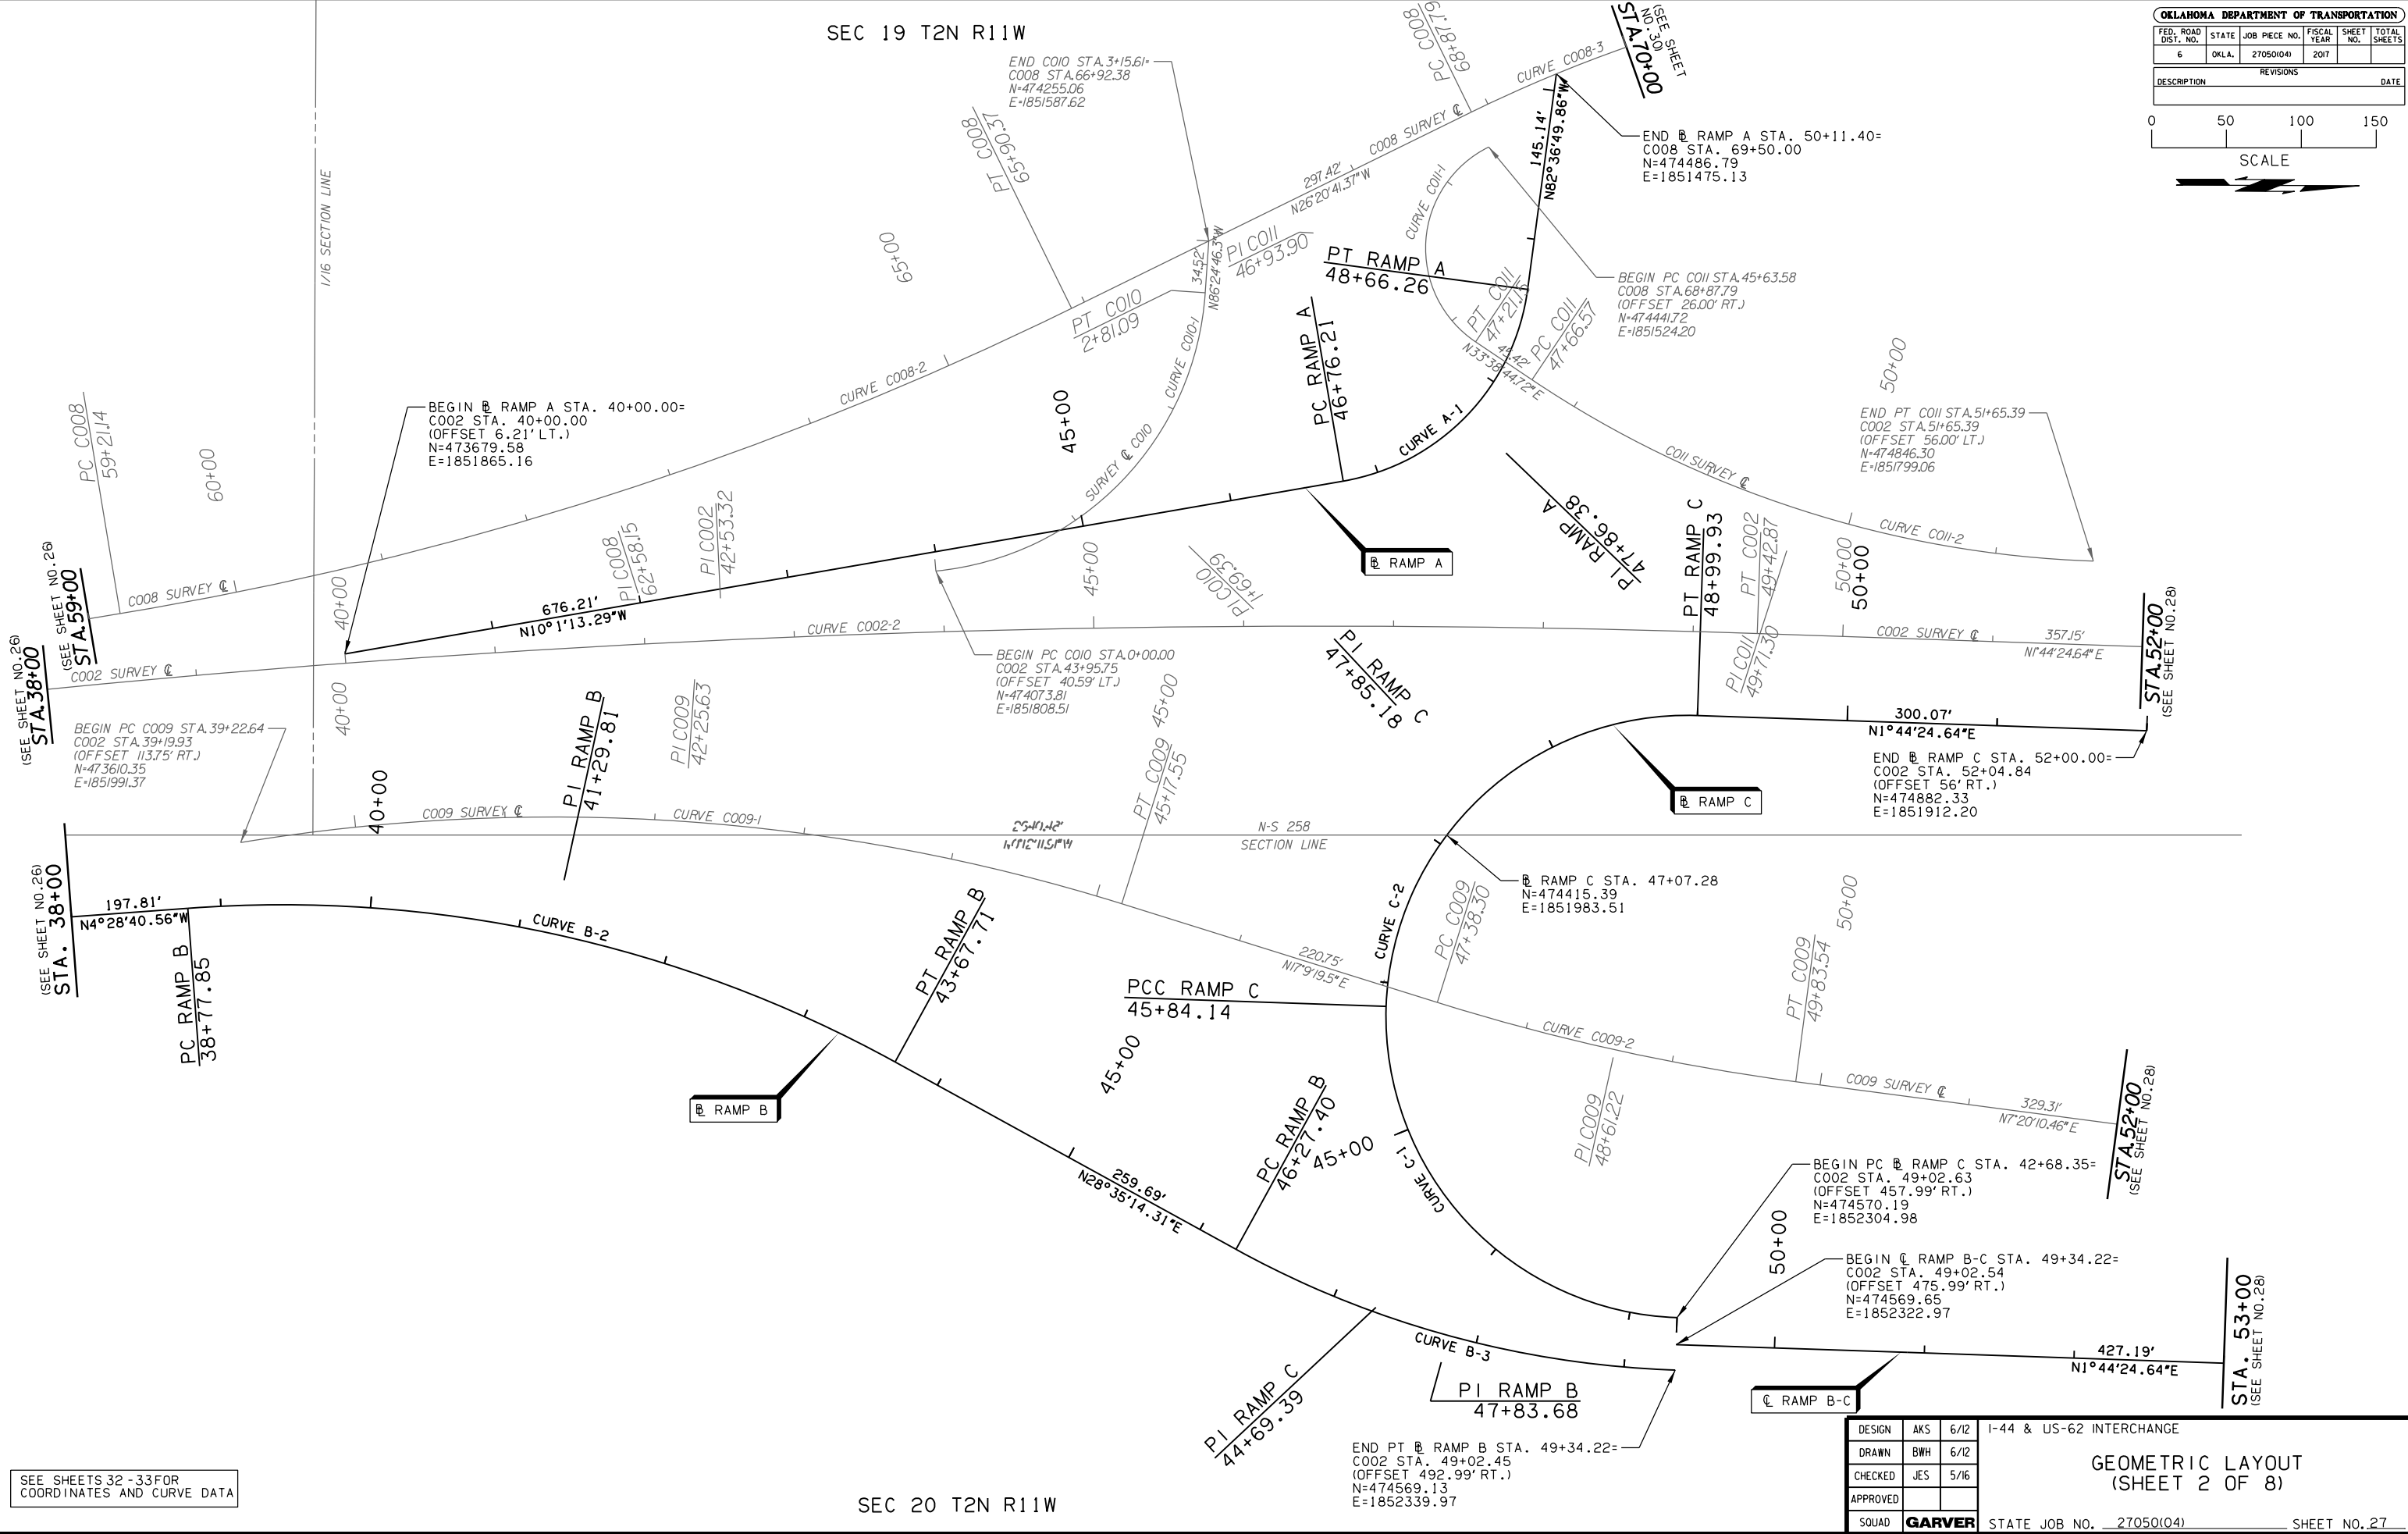 SEC 19 T2N R11W
OKLAHOMA DEPARTMENT OF TRANSPORTATION
FED. ROAD DIST. NO.
STATE
JOB PIECE NO.
FISCAL YEAR
SHEET NO.
TOTAL SHEETS
6
OKLA.
27050(04)
2017
REVISIONS
DESCRIPTION
DATE
0 50 100 150
SCALE
END C010 STA.3+15.61=
C008 STA.66+92.38
N=474255.06
E=1851587.62
PT C008
65+90.37
PC C008
68+87.79
CURVE C008-3
STA.70+00
(SEE SHEET NO.30)
C008 SURVEY ℄
297.42'
N26°20'41.37"W
145.14'
N82°36'49.86"W
END ⅊ RAMP A STA. 50+11.40=
C008 STA. 69+50.00
N=474486.79
E=1851475.13
1/16 SECTION LINE
65+00
34.52'
N86°24'46.3"W
PI C011
46+93.90
CURVE C011-1
PT RAMP A
48+66.26
PT C011
47+21.15
PC C011
47+66.57
45.42'
N33°38'44.72"E
BEGIN PC C011 STA.45+63.58
C008 STA.68+87.79
(OFFSET 26.00' RT.)
N=474441.72
E=1851524.20
PT C010
2+81.09
CURVE C010-1
CURVE C008-2
PC RAMP A
46+76.21
50+00
PC C008
59+21.14
60+00
BEGIN ⅊ RAMP A STA. 40+00.00=
C002 STA. 40+00.00
(OFFSET 6.21' LT.)
N=473679.58
E=1851865.16
45+00
SURVEY ℄ C010
CURVE A-1
C011 SURVEY ℄
END PT C011 STA.51+65.39
C002 STA.51+65.39
(OFFSET 56.00' LT.)
N=474846.30
E=1851799.06
CURVE C011-2
PI RAMP A
47+86.38
PI C008
62+58.15
PI C002
42+53.32
45+00
PI C010
1+69.39
⅊ RAMP A
PT RAMP C
48+99.93
PT C002
49+42.87
50+00
50+00
(SEE SHEET NO.26)
STA.59+00
C008 SURVEY ℄
40+00
676.21'
N10°1'13.29"W
CURVE C002-2
C002 SURVEY ℄
357.15'
N1°44'24.64"E
STA.52+00
(SEE SHEET NO.28)
(SEE SHEET NO.26)
STA.38+00
C002 SURVEY ℄
BEGIN PC C010 STA.0+00.00
C002 STA.43+95.75
(OFFSET 40.59' LT.)
N=474073.81
E=1851808.51
PI RAMP C
47+85.18
PI C011
49+71.30
40+00
PI C009
42+25.63
PI RAMP B
41+29.81
45+00
PT C009
45+17.55
BEGIN PC C009 STA.39+22.64
C002 STA.39+19.93
(OFFSET 113.75' RT.)
N=473610.35
E=1851991.37
300.07'
N1°44'24.64"E
END ⅊ RAMP C STA. 52+00.00=
C002 STA. 52+04.84
(OFFSET 56' RT.)
N=474882.33
E=1851912.20
⅊ RAMP C
40+00
C009 SURVEY ℄
CURVE C009-1
N-S 258
SECTION LINE
⅊ RAMP C STA. 47+07.28
N=474415.39
E=1851983.51
(SEE SHEET NO.26)
STA. 38+00
197.81'
N4°28'40.56"W
PC RAMP B
38+77.85
CURVE B-2
PT RAMP B
43+67.71
CURVE C-2
PC C009
47+38.30
220.75'
N17°9'19.5"E
PCC RAMP C
45+84.14
PT C009
49+83.54
50+00
CURVE C009-2
PI C009
48+61.22
C009 SURVEY ℄
329.31'
N7°20'10.46"E
STA.52+00
(SEE SHEET NO.28)
⅊ RAMP B
45+00
PC RAMP B
46+27.40
45+00
CURVE C-1
259.69'
N28°35'14.31"E
BEGIN PC ⅊ RAMP C STA. 42+68.35=
C002 STA. 49+02.63
(OFFSET 457.99' RT.)
N=474570.19
E=1852304.98
50+00
BEGIN ℄ RAMP B-C STA. 49+34.22=
C002 STA. 49+02.54
(OFFSET 475.99' RT.)
N=474569.65
E=1852322.97
CURVE B-3
427.19'
N1°44'24.64"E
STA. 53+00
(SEE SHEET NO.28)
PI RAMP C
44+69.39
PI RAMP B
47+83.68
℄ RAMP B-C
END PT ⅊ RAMP B STA. 49+34.22=
C002 STA. 49+02.45
(OFFSET 492.99' RT.)
N=474569.13
E=1852339.97
SEE SHEETS 32 -33FOR
COORDINATES AND CURVE DATA
SEC 20 T2N R11W
DESIGN AKS 6/12
DRAWN BWH 6/12
CHECKED JES 5/16
APPROVED
SQUAD GARVER
I-44 & US-62 INTERCHANGE
GEOMETRIC LAYOUT
(SHEET 2 OF 8)
STATE JOB NO. 27050(04) SHEET NO. 27